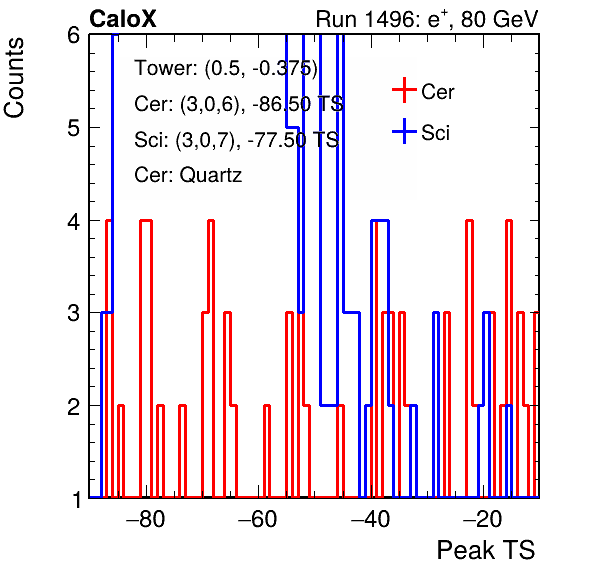 CaloX
Run 1496: e+, 80 GeV
Counts
6
5
4
3
2
1
Tower: (0.5, -0.375)
Cer: (3,0,6), -86.50 TS
Sci: (3,0,7), -77.50 TS
Cer: Quartz
Cer
Sci
−80
−60
−40
−20
Peak TS